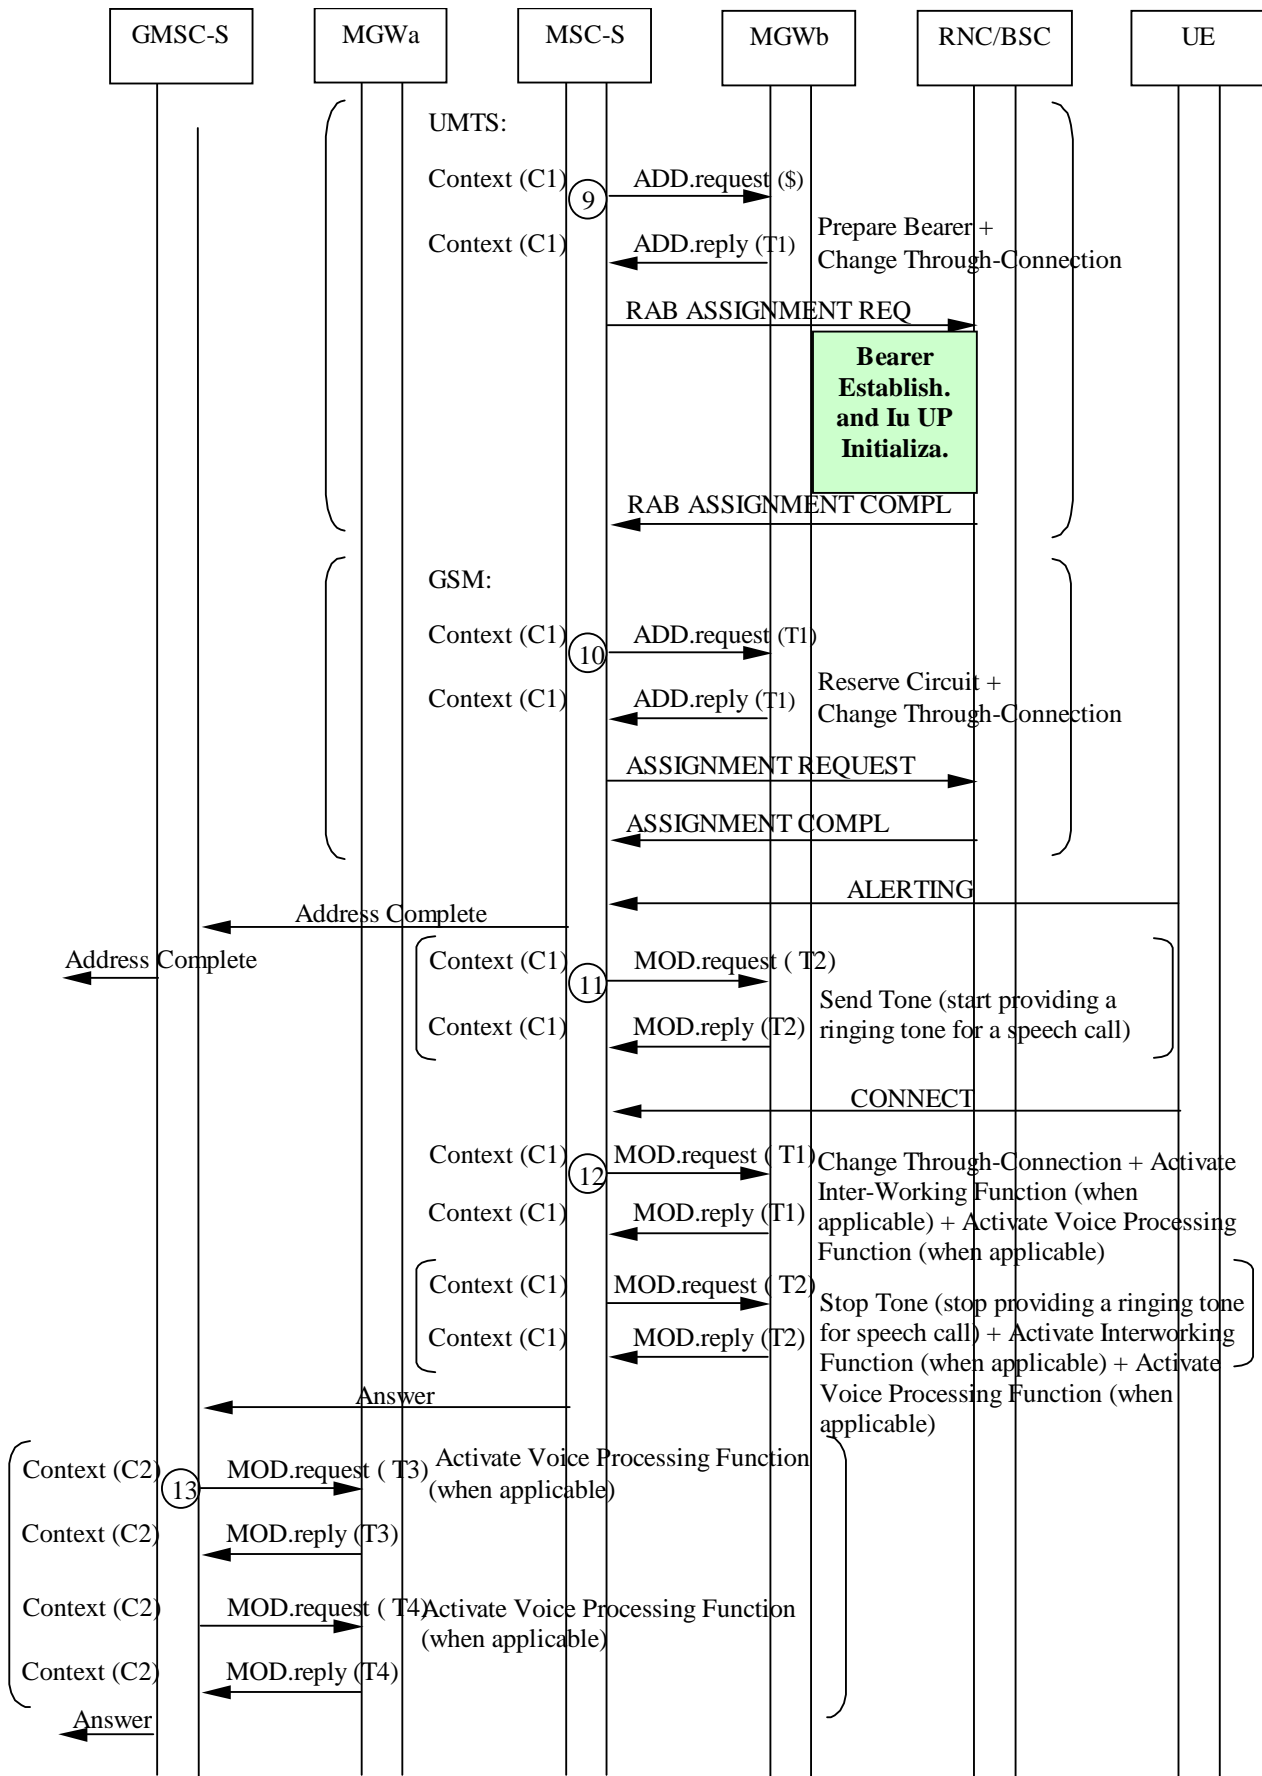 GMSC-S MGWa MSC-S MGWb RNC/BSC UE
UMTS:
Context (C1) 9 ADD.request ($)
Context (C1) ADD.reply (T1)
Prepare Bearer +
Change Through-Connection
RAB ASSIGNMENT REQ
Bearer
Establish.
and Iu UP
Initializa.
RAB ASSIGNMENT COMPL
GSM:
Context (C1) 10 ADD.request (T1)
Context (C1) ADD.reply (T1)
Reserve Circuit +
Change Through-Connection
ASSIGNMENT REQUEST
ASSIGNMENT COMPL
ALERTING
Address Complete
Address Complete
Context (C1) 11 MOD.request ( T2)
Context (C1) MOD.reply (T2)
Send Tone (start providing a
ringing tone for a speech call)
CONNECT
Context (C1) 12 MOD.request ( T1)
Context (C1) MOD.reply (T1)
Change Through-Connection + Activate
Inter-Working Function (when
applicable) + Activate Voice Processing
Function (when applicable)
Context (C1) MOD.request ( T2)
Context (C1) MOD.reply (T2)
Stop Tone (stop providing a ringing tone
for speech call) + Activate Interworking
Function (when applicable) + Activate
Voice Processing Function (when
applicable)
Answer
Context (C2) 13 MOD.request ( T3)
Activate Voice Processing Function
(when applicable)
Context (C2) MOD.reply (T3)
Context (C2) MOD.request ( T4)
Activate Voice Processing Function
(when applicable)
Context (C2) MOD.reply (T4)
Answer